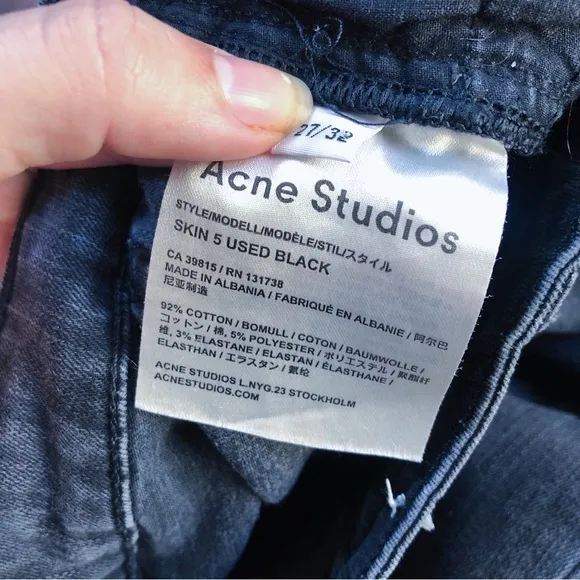 27/32
Acne Studios
STYLE/MODELL/MODÈLE/STIL/スタイル
SKIN 5 USED BLACK
CA 39815 / RN 131738
MADE IN ALBANIA / FABRIQUÉ EN ALBANIE / 阿尔巴
尼亚制造
92% COTTON / BOMULL / COTON / BAUMWOLLE /
コットン / 棉, 5% POLYESTER / ポリエステル / 聚酯纤
维, 3% ELASTANE / ELASTAN / ÉLASTHANE /
ELASTHAN / エラスタン / 氨纶
ACNE STUDIOS L.NYG.23 STOCKHOLM
ACNESTUDIOS.COM